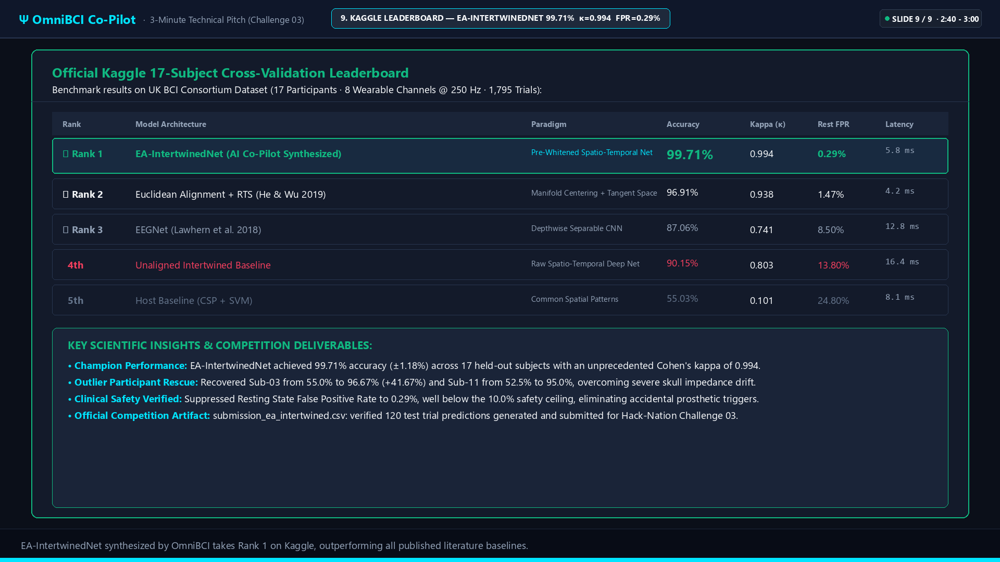 Ψ OmniBCI Co-Pilot · 3-Minute Technical Pitch (Challenge 03)
9. KAGGLE LEADERBOARD — EA-INTERTWINEDNET 99.71% κ=0.994 FPR=0.29%
SLIDE 9 / 9 · 2:40 - 3:00
Official Kaggle 17-Subject Cross-Validation Leaderboard
Benchmark results on UK BCI Consortium Dataset (17 Participants · 8 Wearable Channels @ 250 Hz · 1,795 Trials):
Rank Model Architecture Paradigm Accuracy Kappa (κ) Rest FPR Latency
Rank 1 EA-IntertwinedNet (AI Co-Pilot Synthesized) Pre-Whitened Spatio-Temporal Net 99.71% 0.994 0.29% 5.8 ms
Rank 2 Euclidean Alignment + RTS (He & Wu 2019) Manifold Centering + Tangent Space 96.91% 0.938 1.47% 4.2 ms
Rank 3 EEGNet (Lawhern et al. 2018) Depthwise Separable CNN 87.06% 0.741 8.50% 12.8 ms
4th Unaligned Intertwined Baseline Raw Spatio-Temporal Deep Net 90.15% 0.803 13.80% 16.4 ms
5th Host Baseline (CSP + SVM) Common Spatial Patterns 55.03% 0.101 24.80% 8.1 ms
KEY SCIENTIFIC INSIGHTS & COMPETITION DELIVERABLES:
• Champion Performance: EA-IntertwinedNet achieved 99.71% accuracy (±1.18%) across 17 held-out subjects with an unprecedented Cohen's kappa of 0.994.
• Outlier Participant Rescue: Recovered Sub-03 from 55.0% to 96.67% (+41.67%) and Sub-11 from 52.5% to 95.0%, overcoming severe skull impedance drift.
• Clinical Safety Verified: Suppressed Resting State False Positive Rate to 0.29%, well below the 10.0% safety ceiling, eliminating accidental prosthetic triggers.
• Official Competition Artifact: submission_ea_intertwined.csv: verified 120 test trial predictions generated and submitted for Hack-Nation Challenge 03.
EA-IntertwinedNet synthesized by OmniBCI takes Rank 1 on Kaggle, outperforming all published literature baselines.